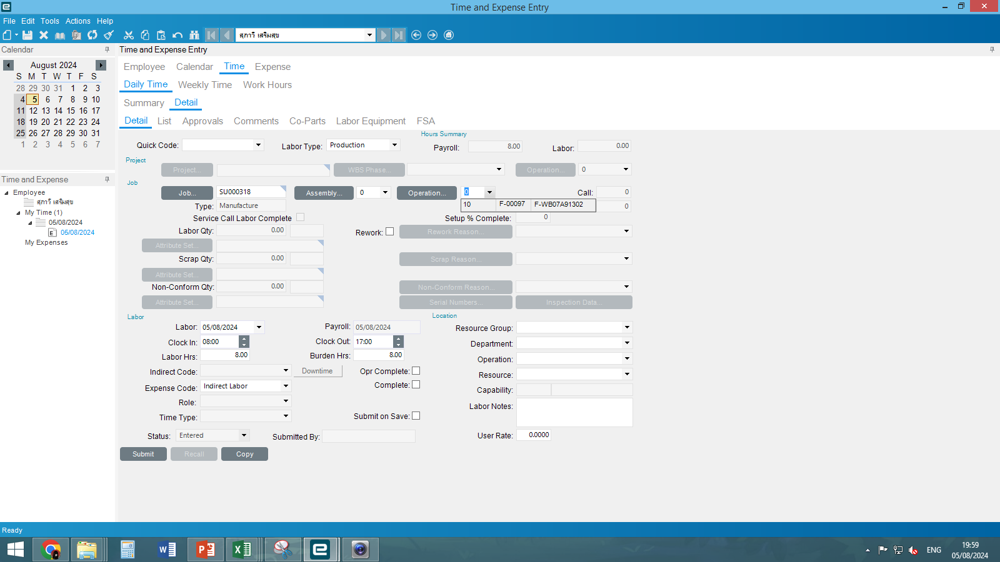 Time and Expense Entry
File Edit Tools Actions Help
สุภาวิ เสริมสุข
Calendar
August 2024
S M T W T F S
28 29 30 31 1 2 3
4 5 6 7 8 9 10
11 12 13 14 15 16 17
18 19 20 21 22 23 24
25 26 27 28 29 30 31
1 2 3 4 5 6 7
Time and Expense
Employee
สุภาวิ เสริมสุข
My Time (1)
05/08/2024
E 05/08/2024
My Expenses
Time and Expense Entry
Employee Calendar Time Expense
Daily Time Weekly Time Work Hours
Summary Detail
Detail List Approvals Comments Co-Parts Labor Equipment FSA
Hours Summary
Quick Code: Labor Type: Production Payroll: 8.00 Labor: 0.00
Project
Project... WBS Phase... Operation... 0
Job
Job... SU000318 Assembly... 0 Operation... 0 Call: 0
10 F-00097 F-WB07A91302
Type: Manufacture 0
Service Call Labor Complete Setup % Complete: 0
Labor Qty: 0.00 Rework: Rework Reason...
Attribute Set...
Scrap Qty: 0.00 Scrap Reason...
Attribute Set...
Non-Conform Qty: 0.00 Non-Conform Reason...
Attribute Set... Serial Numbers... Inspection Data...
Labor
Labor: 05/08/2024 Payroll: 05/08/2024
Clock In: 08:00 Clock Out: 17:00
Labor Hrs: 8.00 Burden Hrs: 8.00
Indirect Code: Downtime Opr Complete:
Expense Code: Indirect Labor Complete:
Role:
Time Type: Submit on Save:
Status: Entered Submitted By:
Location
Resource Group:
Department:
Operation:
Resource:
Capability:
Labor Notes:
User Rate: 0.0000
Submit Recall Copy
Ready
ENG
19:59
05/08/2024